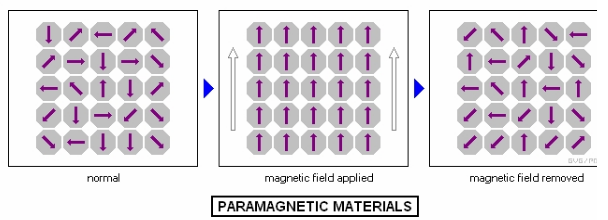 normal
magnetic field applied
magnetic field removed
PARAMAGNETIC MATERIALS